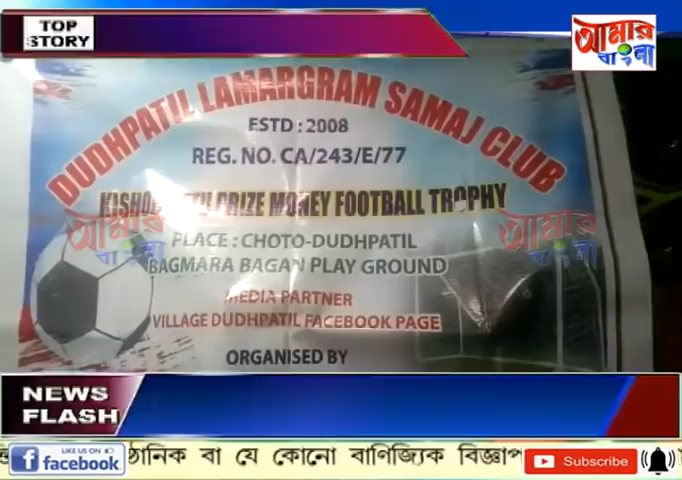 TOP
STORY
আমার
বাংলা
DUDHPATIL LAMARGRAM SAMAJ CLUB
ESTD : 2008
REG. NO. CA/243/E/77
PRIZE MONEY FOOTBALL TROPHY
আমার
বাংলা
আমার
বাংলা
PLACE : CHOTO-DUDHPATIL
BAGMARA BAGAN PLAY GROUND
MEDIA PARTNER
VILLAGE DUDHPATIL FACEBOOK PAGE
ORGANISED BY
NEWS
FLASH
LIKE US ON
facebook
ষ্ঠানিক বা যে কোনো বাণিজ্যিক বিজ্ঞাপ
Subscribe